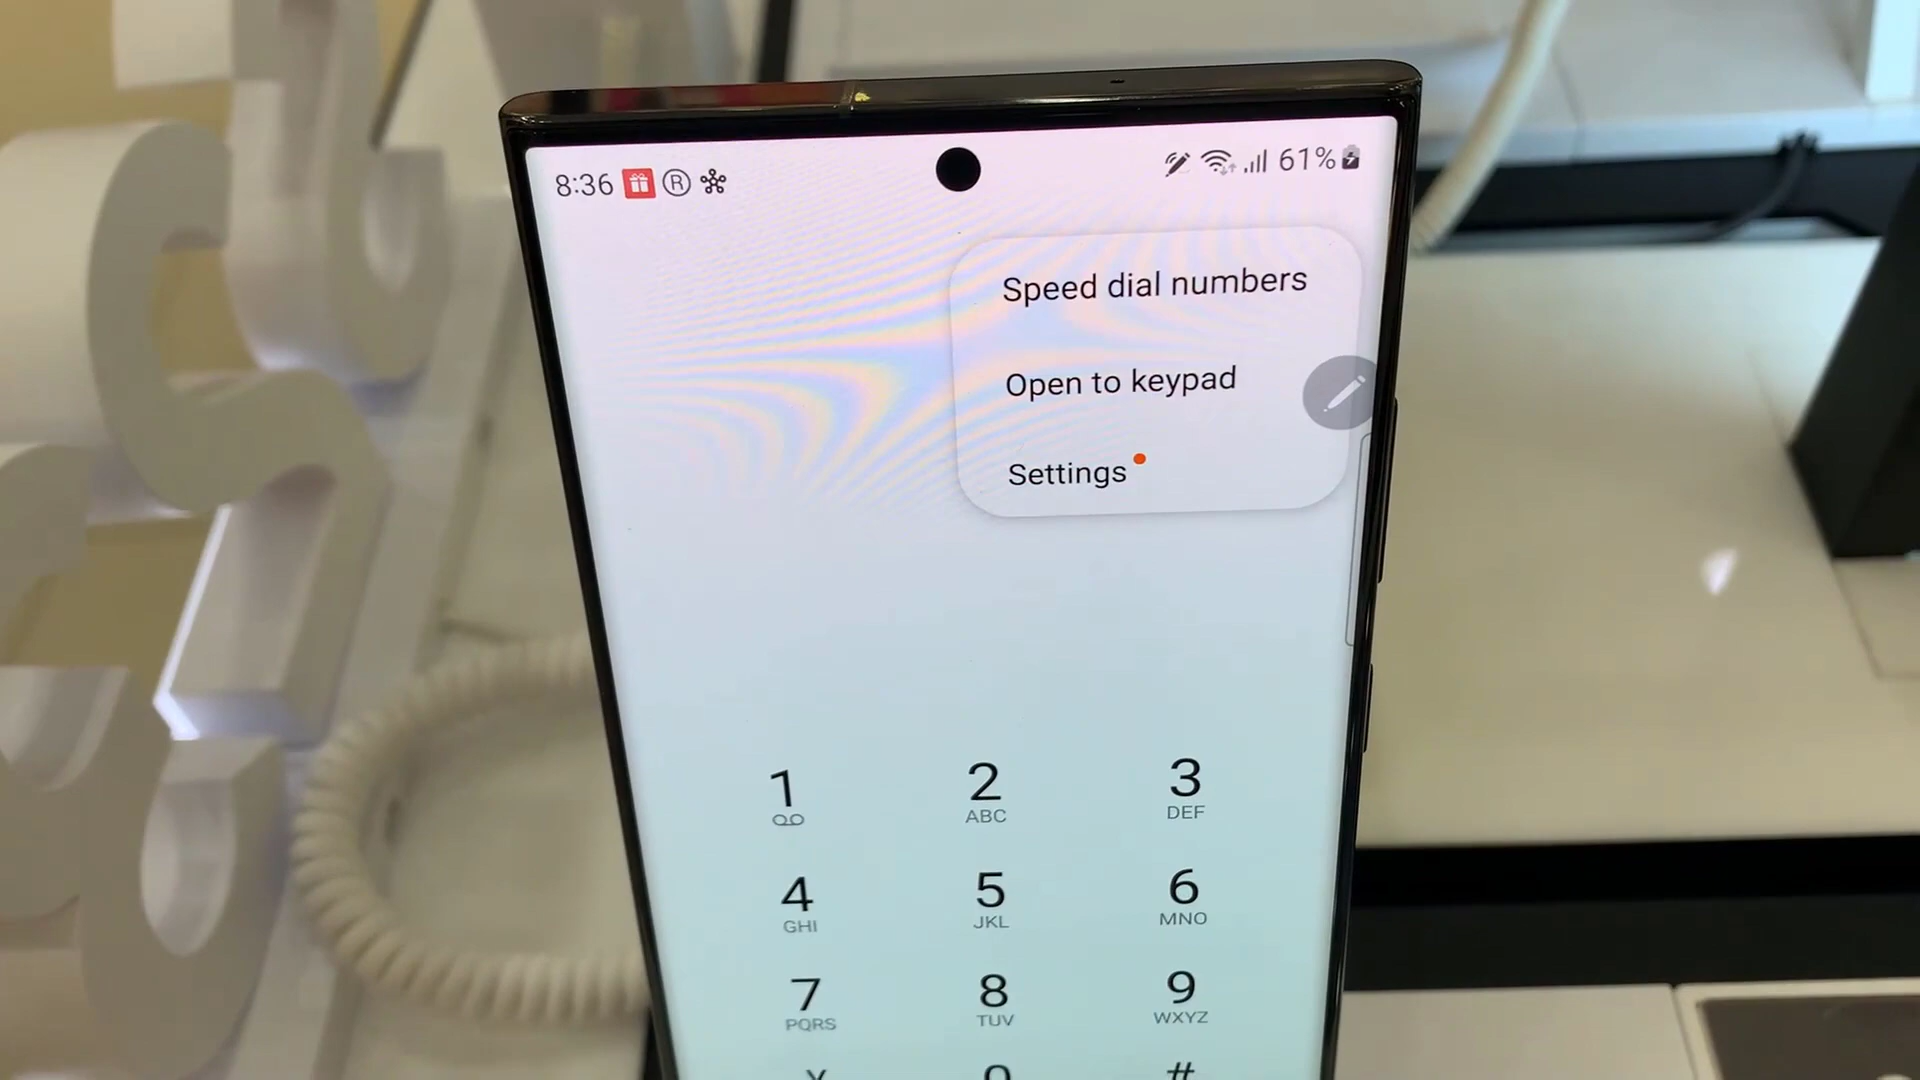 8:36 R 61%
Speed dial numbers
Open to keypad
Settings
1 2 3
ABC DEF
4 5 6
GHI JKL MNO
7 8 9
PQRS TUV WXYZ
#